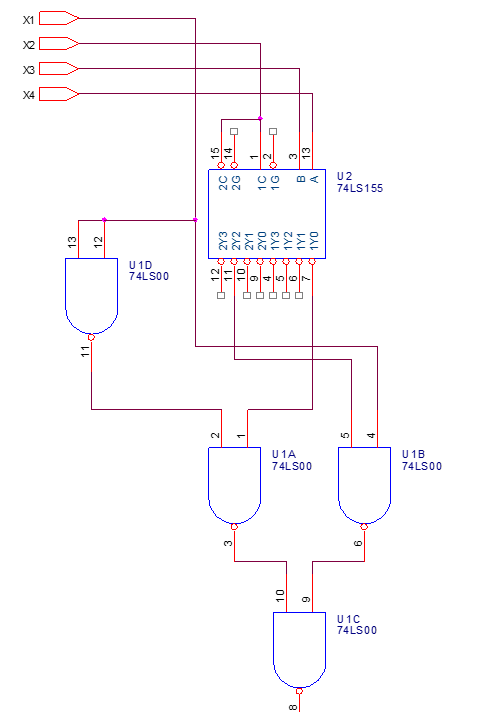 X1
X2
X3
X4
15 14 1 2 3 13
2C 2G 1C 1G B A
U2
74LS155
2Y3 2Y2 2Y1 2Y0 1Y3 1Y2 1Y1 1Y0
12 11 10 9 4 5 6 7
13 12
U1D
74LS00
11
2 1
U1A
74LS00
3
5 4
U1B
74LS00
6
10 9
U1C
74LS00
8